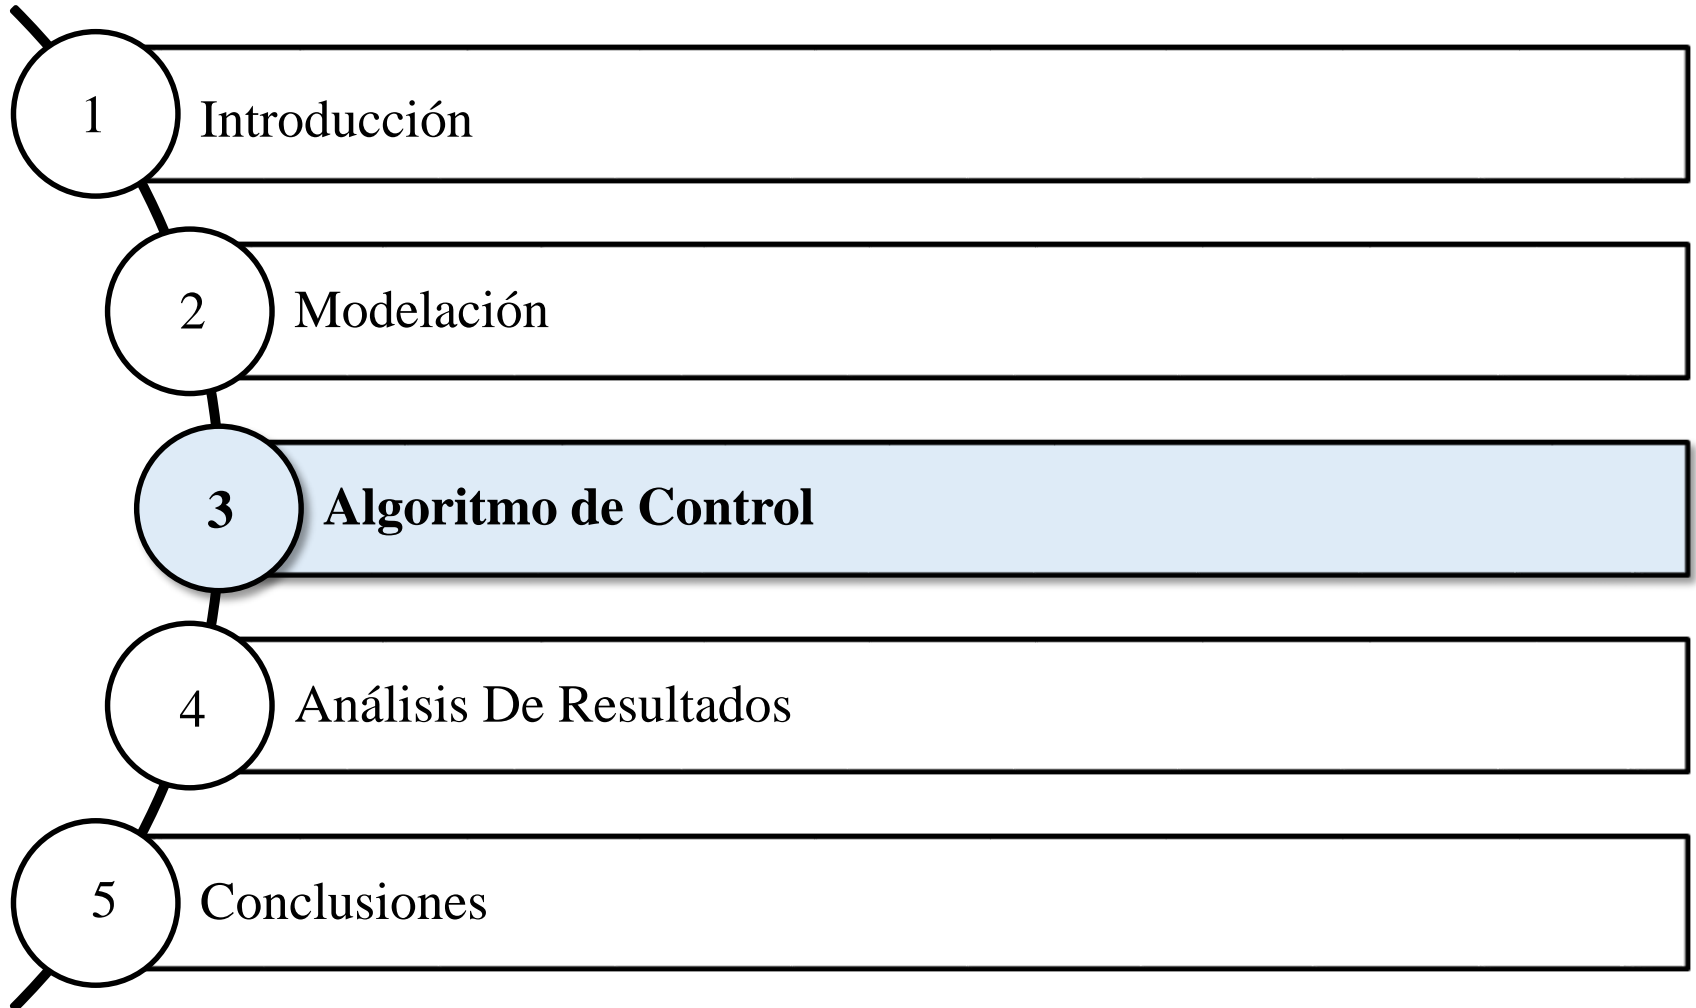 1 Introducción
2 Modelación
3 Algoritmo de Control
4 Análisis De Resultados
5 Conclusiones